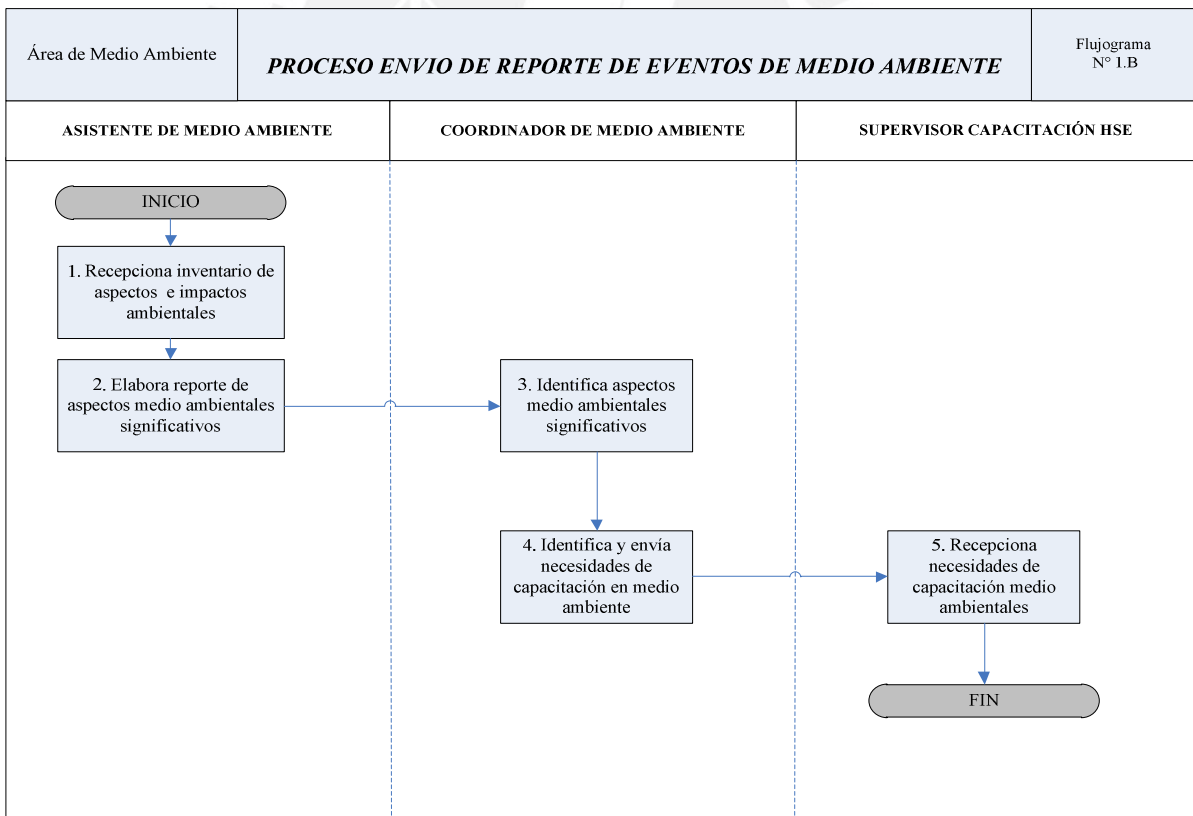 Área de Medio Ambiente
PROCESO ENVIO DE REPORTE DE EVENTOS DE MEDIO AMBIENTE
Flujograma
N° 1.B
ASISTENTE DE MEDIO AMBIENTE
COORDINADOR DE MEDIO AMBIENTE
SUPERVISOR CAPACITACIÓN HSE
INICIO
1. Recepciona inventario de
aspectos e impactos
ambientales
2. Elabora reporte de
aspectos medio ambientales
significativos
3. Identifica aspectos
medio ambientales
significativos
4. Identifica y envía
necesidades de
capacitación en medio
ambiente
5. Recepciona
necesidades de
capacitación medio
ambientales
FIN